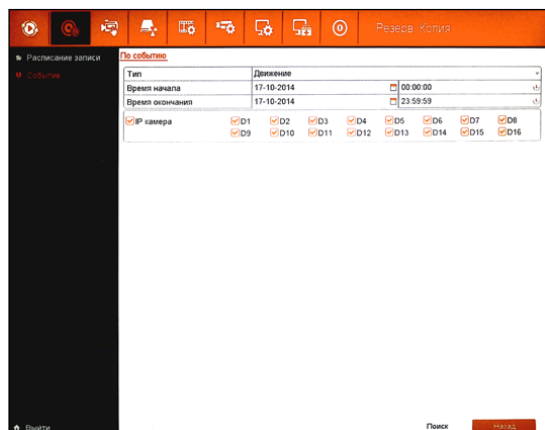 Резерв. Копия
Расписание записи
Событие
По событию
Тип Движение
Время начала 17-10-2014 00:00:00
Время окончания 17-10-2014 23:59:59
IP камера D1 D2 D3 D4 D5 D6 D7 D8
D9 D10 D11 D12 D13 D14 D15 D16
Выйти Поиск Назад